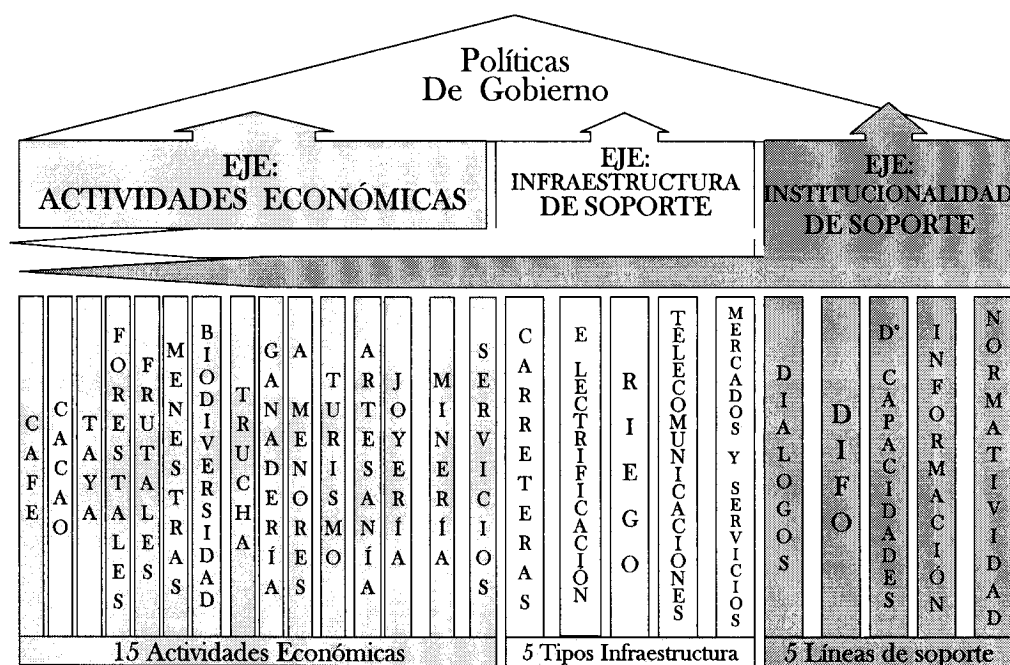 Políticas
De Gobierno
EJE:
ACTIVIDADES ECONÓMICAS
EJE:
INFRAESTRUCTURA
DE SOPORTE
EJE:
INSTITUCIONALIDAD
DE SOPORTE
CAFE
CACAO
TAYA
FORESTALES
FRUTALES
MENESTRAS
BIODIVERSIDAD
TRUCHA
GANADERÍA
A MENORES
TURISMO
ARTESANÍA
JOYERÍA
MINERÍA
SERVICIOS
CARRETERAS
E LECTRIFICACIÓN
RIEGO
TELECOMUNICACIONES
MERCADOS Y SERVICIOS
DIALOGOS
DIFO
D° CAPACIDADES
INFORMACIÓN
NORMATIVIDAD
15 Actividades Económicas
5 Tipos Infraestructura
5 Líneas de soporte